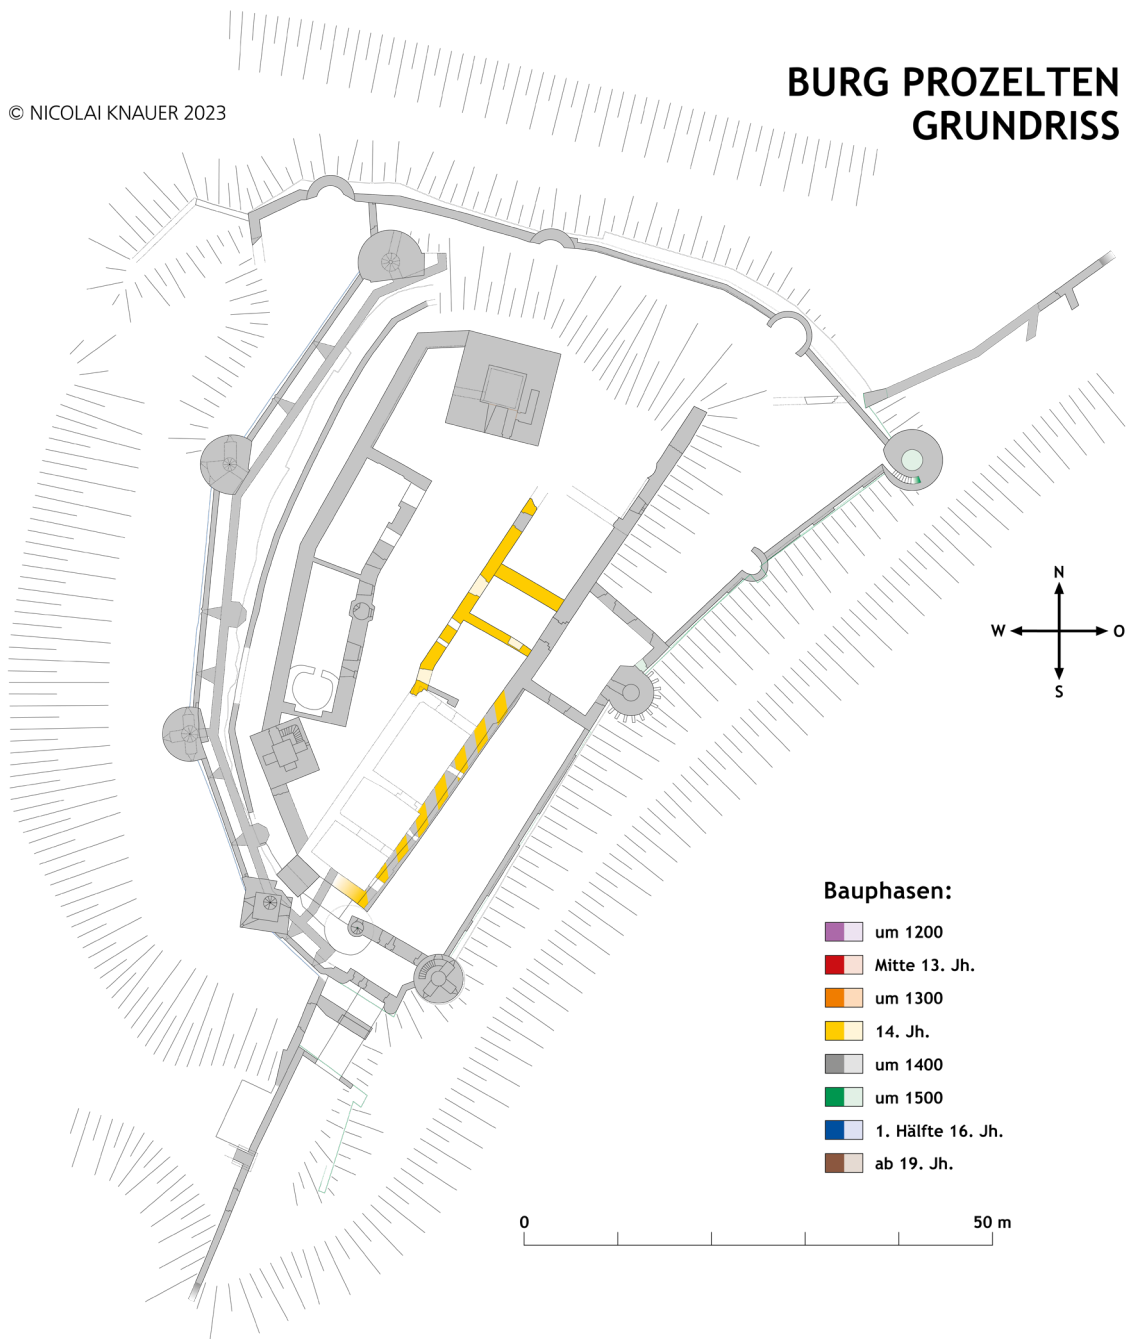 BURG PROZELTEN
GRUNDRISS
© NICOLAI KNAUER 2023
N
W
O
S
Bauphasen:
um 1200
Mitte 13. Jh.
um 1300
14. Jh.
um 1400
um 1500
1. Hälfte 16. Jh.
ab 19. Jh.
0
50 m